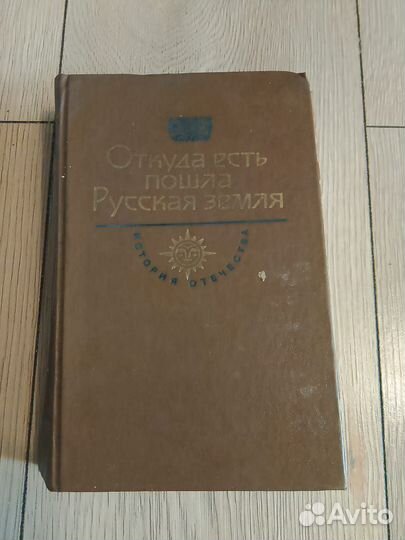 Откуда есть
пошла
Русская земля
ИСТОРИЯ ОТЕЧЕСТВА
Avito